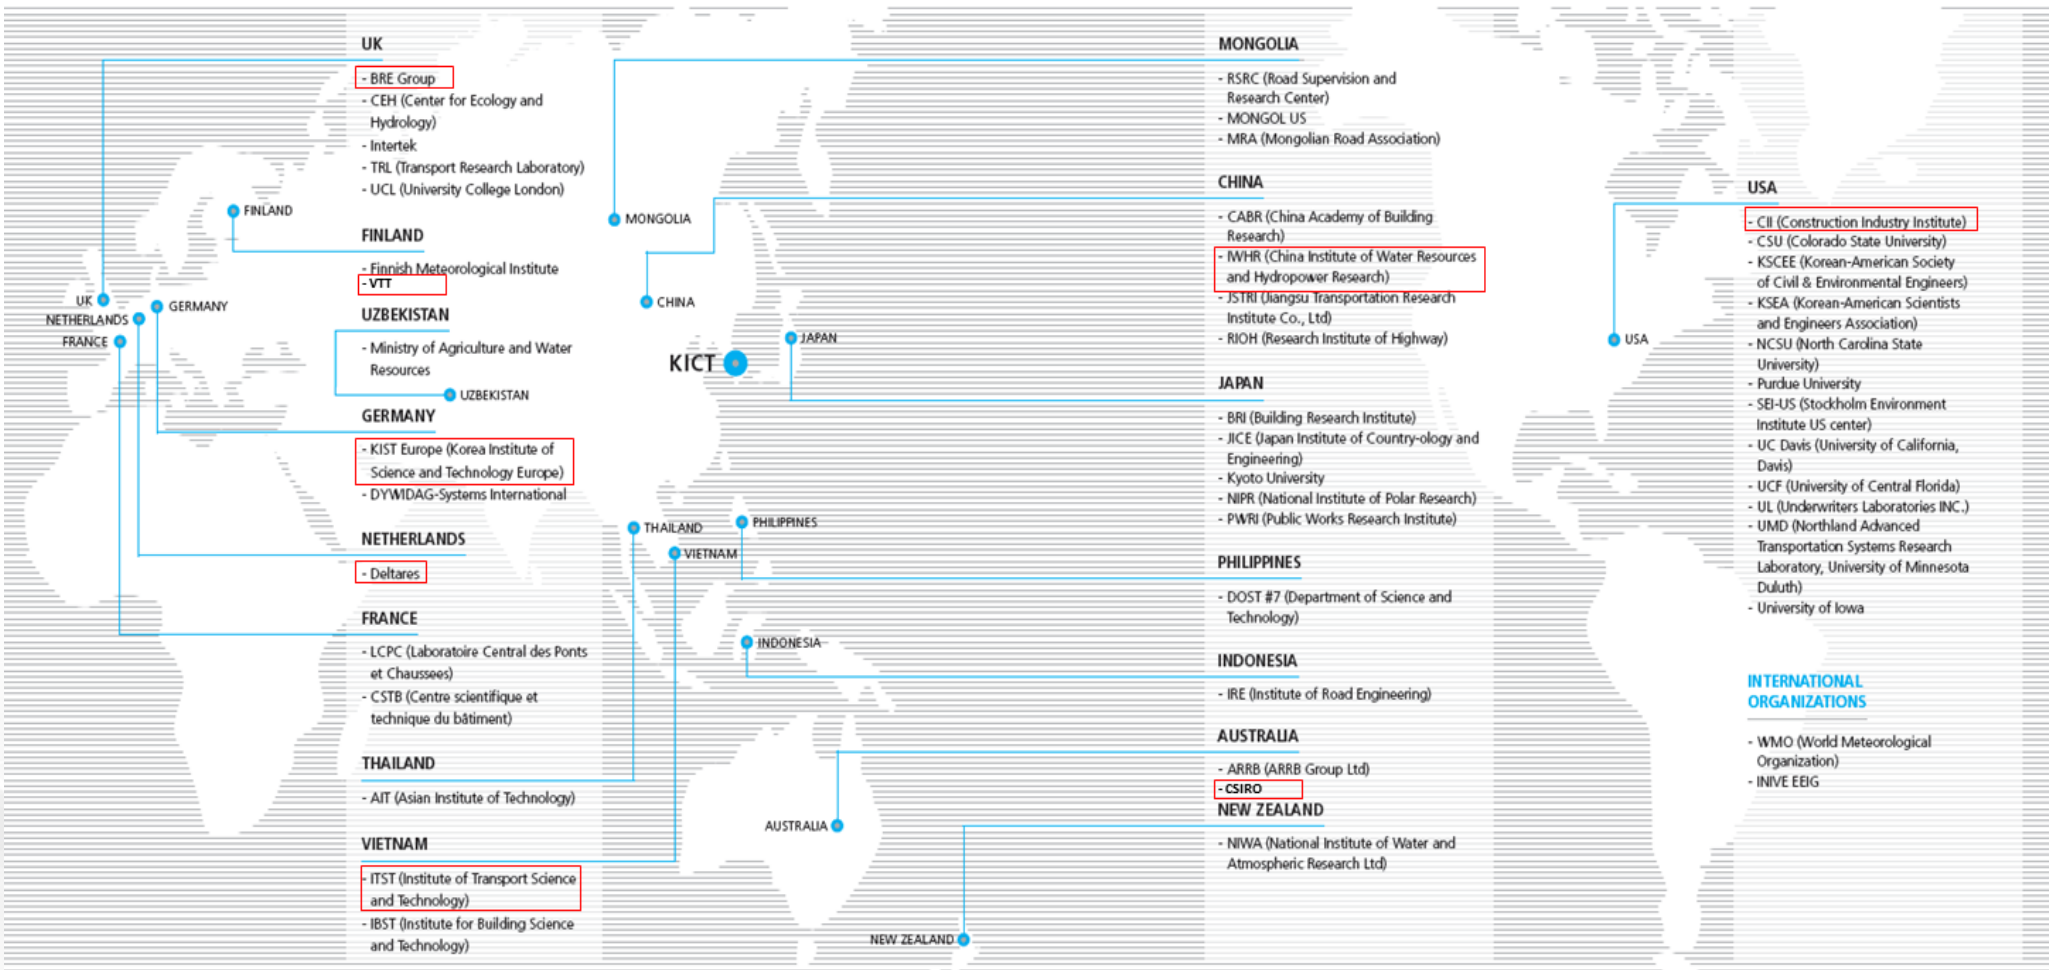 UK
- BRE Group
- CEH (Center for Ecology and
Hydrology)
- Intertek
- TRL (Transport Research Laboratory)
- UCL (University College London)
FINLAND
- Finnish Meteorological Institute
- VTT
UZBEKISTAN
- Ministry of Agriculture and Water
Resources
GERMANY
- KIST Europe (Korea Institute of
Science and Technology Europe)
- DYWIDAG-Systems International
NETHERLANDS
- Deltares
FRANCE
- LCPC (Laboratoire Central des Ponts
et Chaussees)
- CSTB (Centre scientifique et
technique du bâtiment)
THAILAND
- AIT (Asian Institute of Technology)
VIETNAM
- ITST (Institute of Transport Science
and Technology)
- IBST (Institute for Building Science
and Technology)
FINLAND
UK
GERMANY
NETHERLANDS
FRANCE
UZBEKISTAN
MONGOLIA
CHINA
JAPAN
KICT
THAILAND
PHILIPPINES
VIETNAM
INDONESIA
AUSTRALIA
NEW ZEALAND
MONGOLIA
- RSRC (Road Supervision and
Research Center)
- MONGOL US
- MRA (Mongolian Road Association)
CHINA
- CABR (China Academy of Building
Research)
- IWHR (China Institute of Water Resources
and Hydropower Research)
- JSTRI (Jiangsu Transportation Research
Institute Co., Ltd)
- RIOH (Research Institute of Highway)
JAPAN
- BRI (Building Research Institute)
- JICE (Japan Institute of Country-ology and
Engineering)
- Kyoto University
- NIPR (National Institute of Polar Research)
- PWRI (Public Works Research Institute)
PHILIPPINES
- DOST #7 (Department of Science and
Technology)
INDONESIA
- IRE (Institute of Road Engineering)
AUSTRALIA
- ARRB (ARRB Group Ltd)
- CSIRO
NEW ZEALAND
- NIWA (National Institute of Water and
Atmospheric Research Ltd)
USA
USA
- CII (Construction Industry Institute)
- CSU (Colorado State University)
- KSCEE (Korean-American Society
of Civil & Environmental Engineers)
- KSEA (Korean-American Scientists
and Engineers Association)
- NCSU (North Carolina State
University)
- Purdue University
- SEI-US (Stockholm Environment
Institute US center)
- UC Davis (University of California,
Davis)
- UCF (University of Central Florida)
- UL (Underwriters Laboratories INC.)
- UMD (Northland Advanced
Transportation Systems Research
Laboratory, University of Minnesota
Duluth)
- University of Iowa
INTERNATIONAL
ORGANIZATIONS
- WMO (World Meteorological
Organization)
- INIVE EEIG